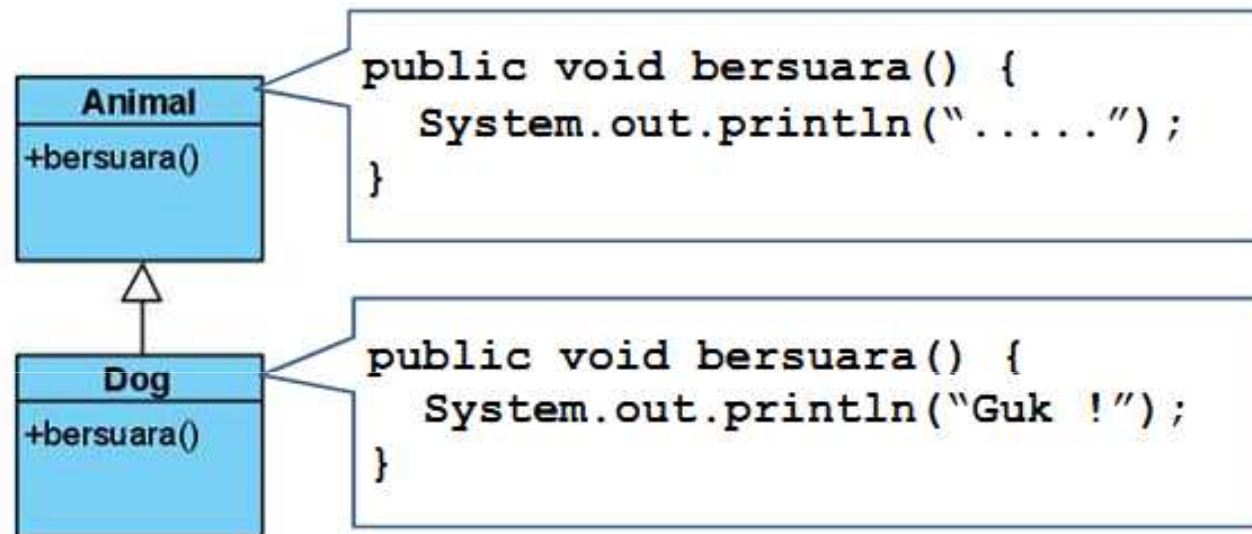 Animal
+bersuara()
public void bersuara() {
System.out.println(“.....”);
}
Dog
+bersuara()
public void bersuara() {
System.out.println(“Guk !”);
}